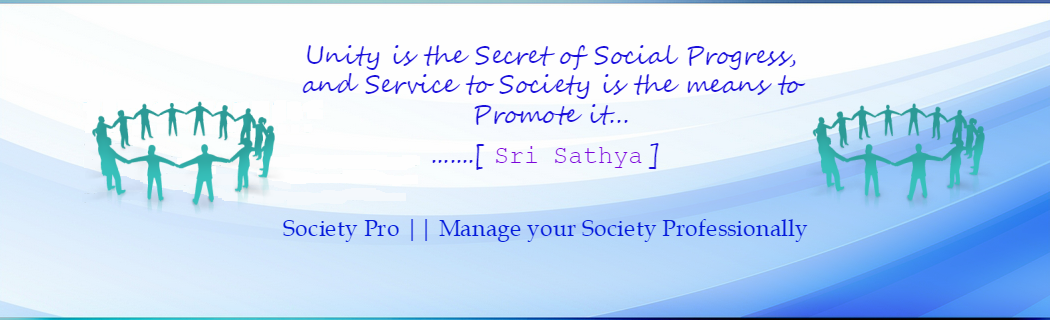 Unity is the Secret of Social Progress,
and Service to Society is the means to
Promote it...
.......[ Sri Sathya ]
Society Pro || Manage your Society Professionally